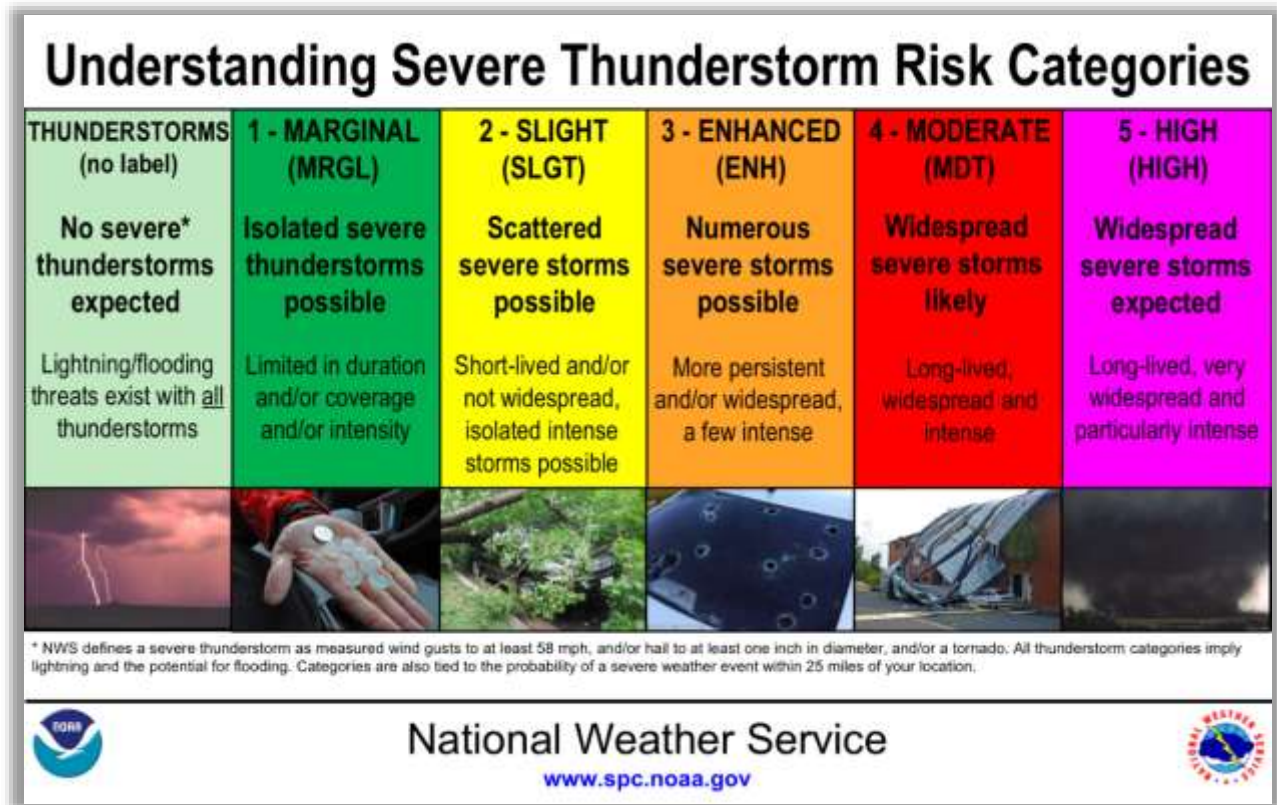 Understanding Severe Thunderstorm Risk Categories
THUNDERSTORMS
(no label)
No severe*
thunderstorms
expected
Lightning/flooding
threats exist with all
thunderstorms
1 - MARGINAL
(MRGL)
Isolated severe
thunderstorms
possible
Limited in duration
and/or coverage
and/or intensity
2 - SLIGHT
(SLGT)
Scattered
severe storms
possible
Short-lived and/or
not widespread,
isolated intense
storms possible
3 - ENHANCED
(ENH)
Numerous
severe storms
possible
More persistent
and/or widespread,
a few intense
4 - MODERATE
(MDT)
Widespread
severe storms
likely
Long-lived,
widespread and
intense
5 - HIGH
(HIGH)
Widespread
severe storms
expected
Long-lived, very
widespread and
particularly intense
* NWS defines a severe thunderstorm as measured wind gusts to at least 58 mph, and/or hail to at least one inch in diameter, and/or a tornado. All thunderstorm categories imply
lightning and the potential for flooding. Categories are also tied to the probability of a severe weather event within 25 miles of your location.
NOAA
National Weather Service
www.spc.noaa.gov
NATIONAL WEATHER SERVICE